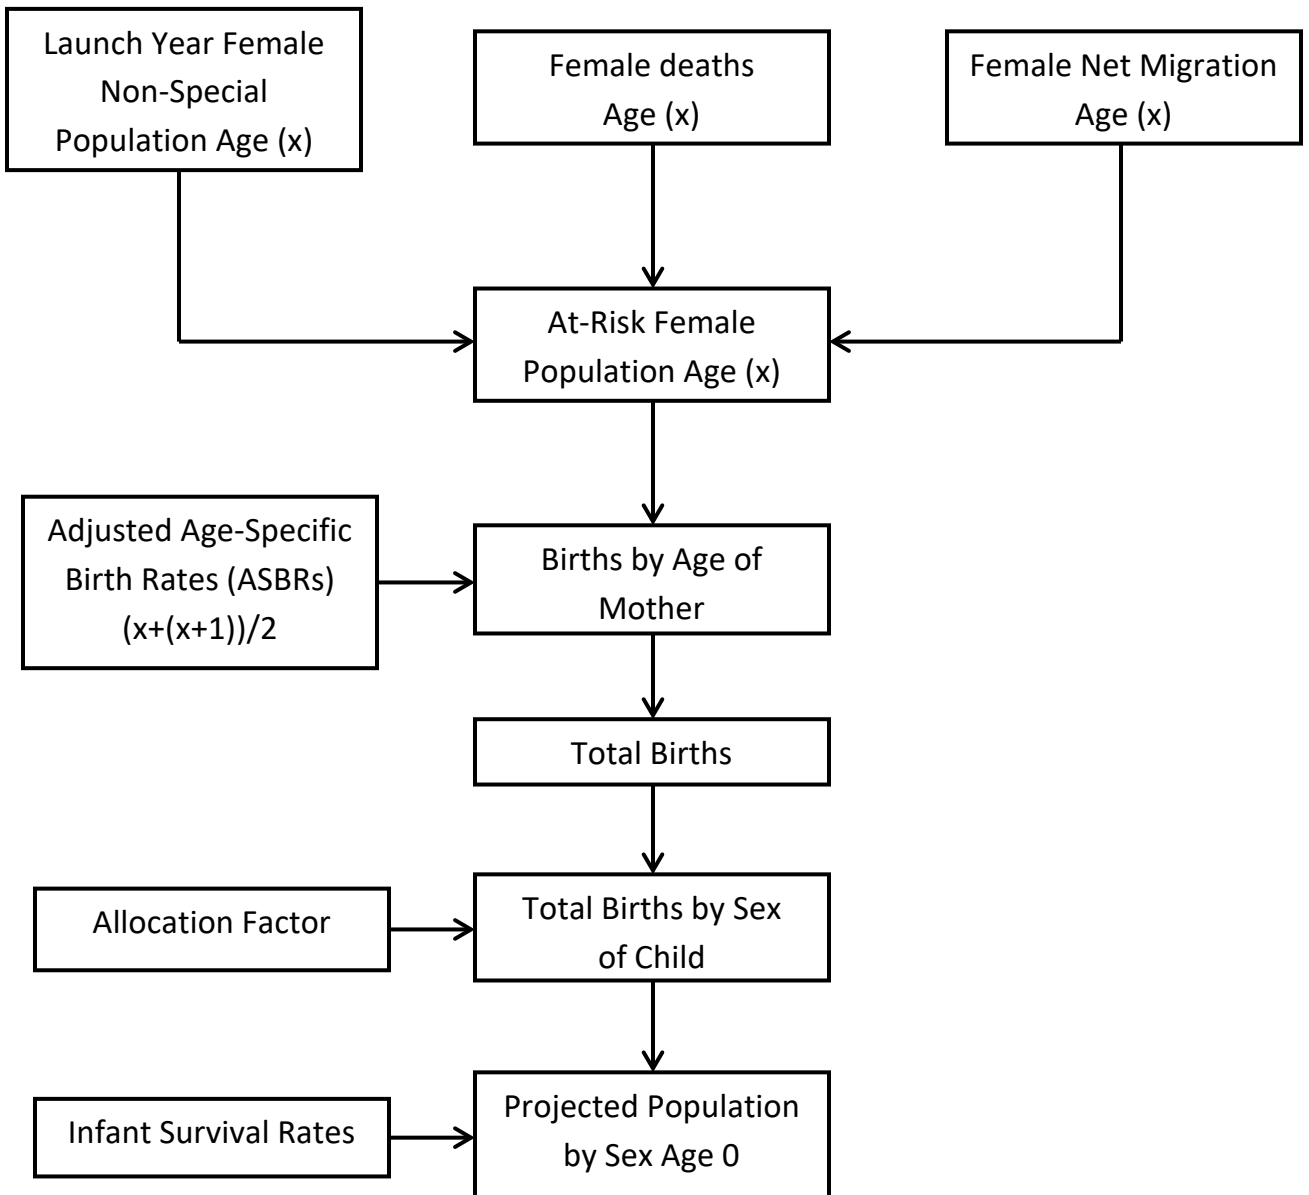 Launch Year Female
Non-Special
Population Age (x)
Female deaths
Age (x)
Female Net Migration
Age (x)
At-Risk Female
Population Age (x)
Adjusted Age-Specific
Birth Rates (ASBRs)
(x+(x+1))/2
Births by Age of
Mother
Total Births
Allocation Factor
Total Births by Sex
of Child
Infant Survival Rates
Projected Population
by Sex Age 0